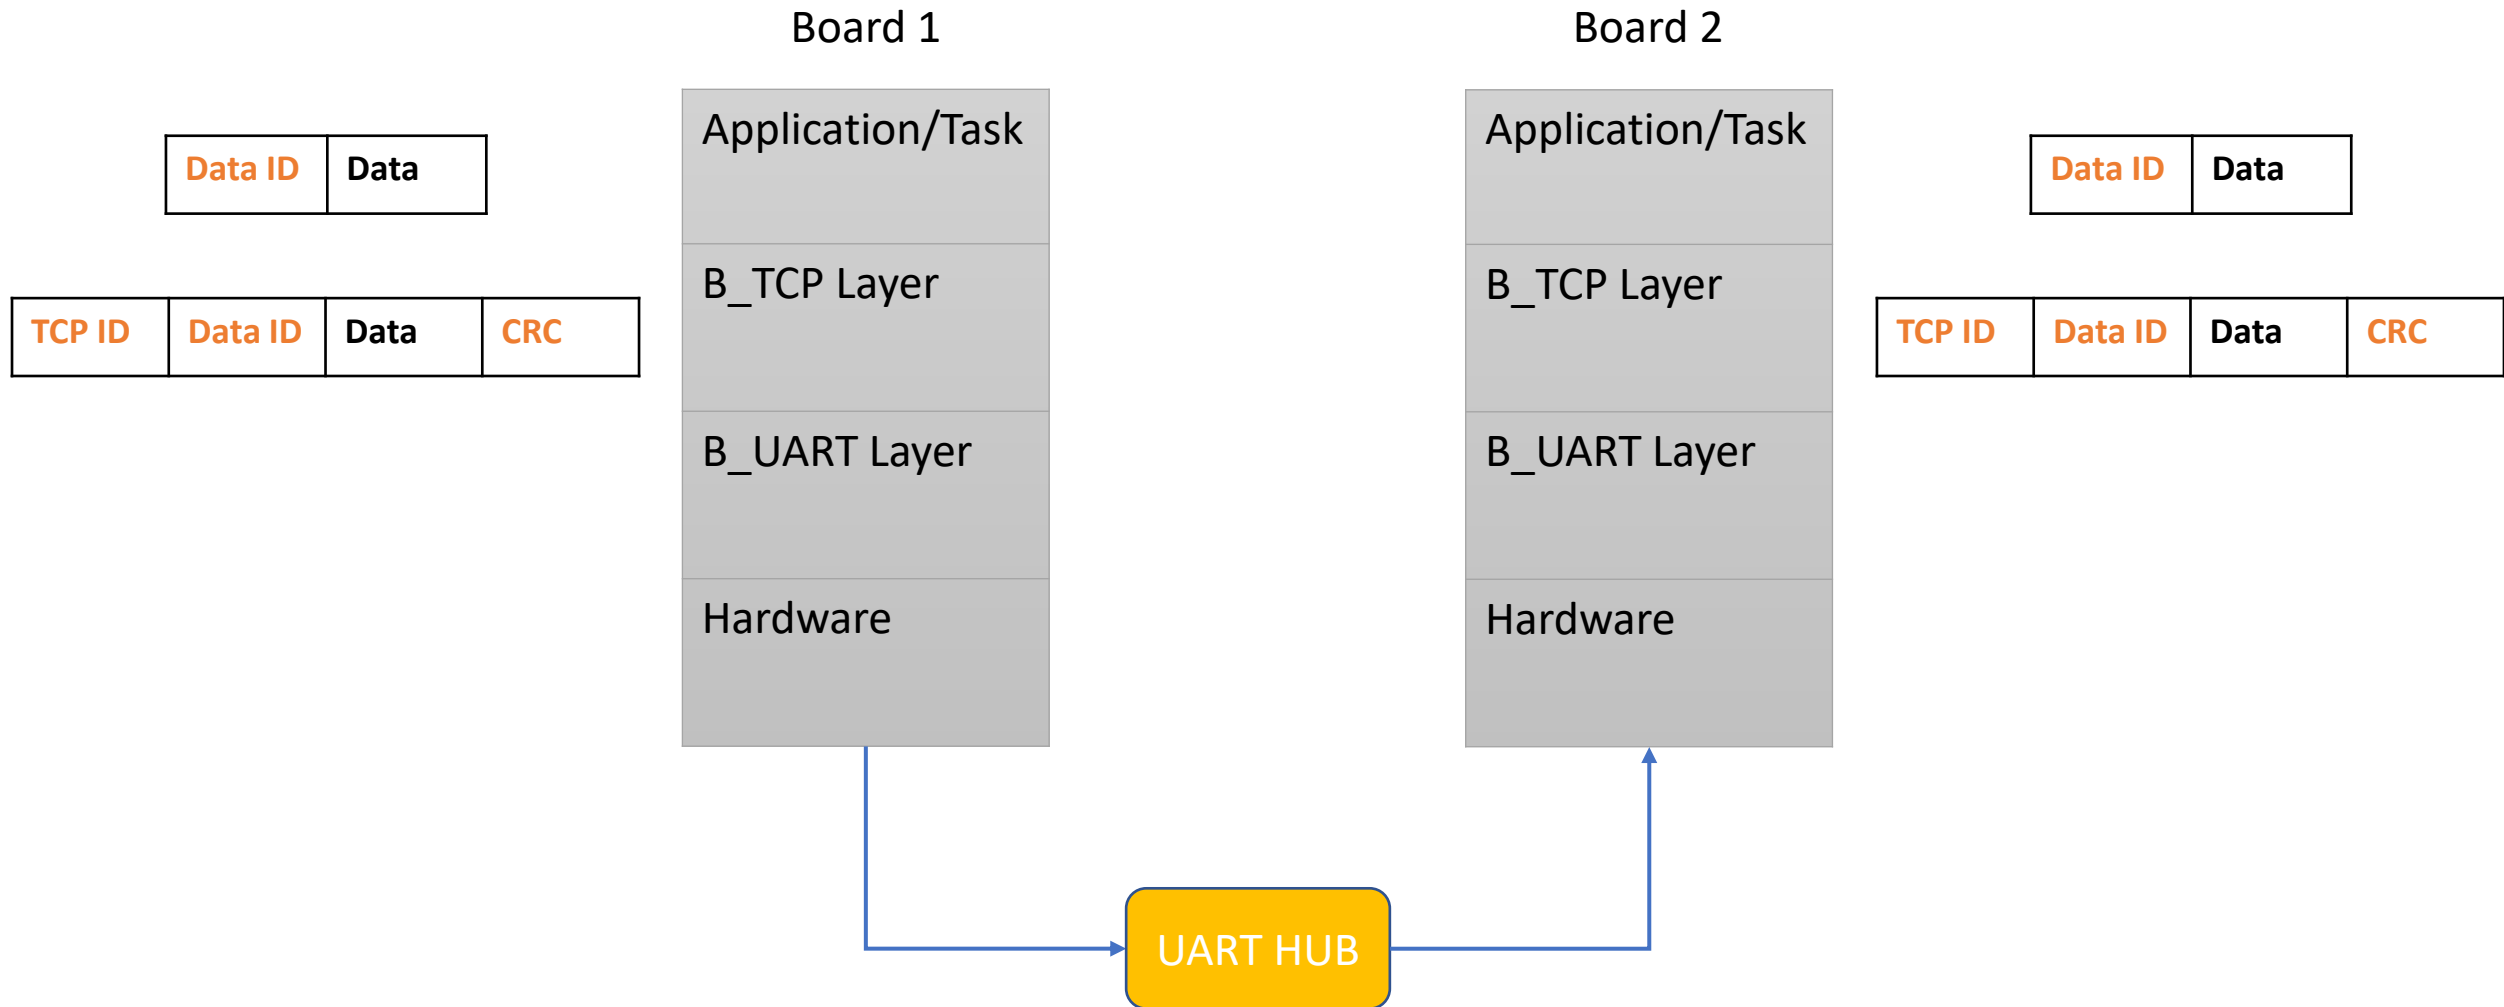 Board 1
Board 2
Application/Task
Application/Task
Data ID Data
Data ID Data
B_TCP Layer
B_TCP Layer
TCP ID Data ID Data CRC
TCP ID Data ID Data CRC
B_UART Layer
B_UART Layer
Hardware
Hardware
UART HUB